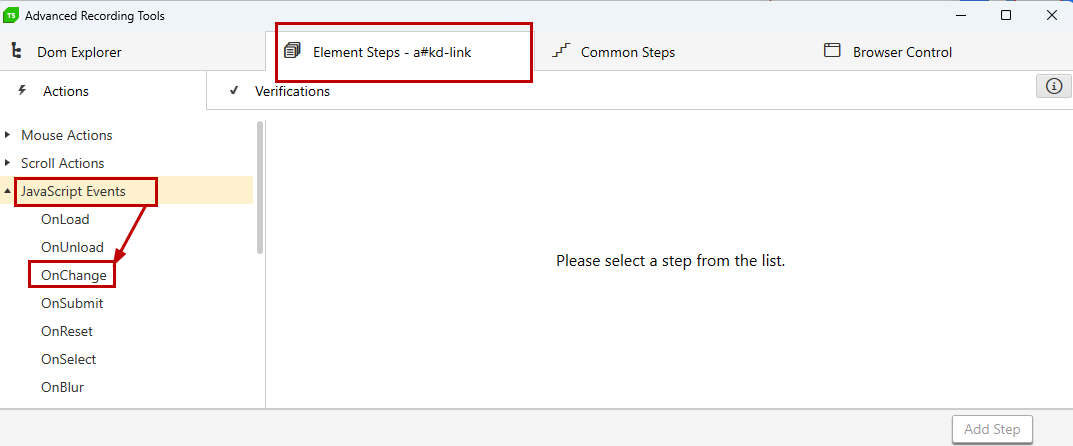 TS Advanced Recording Tools
Dom Explorer
Element Steps - a#kd-link
Common Steps
Browser Control
Actions
Verifications
Mouse Actions
Scroll Actions
JavaScript Events
OnLoad
OnUnload
OnChange
OnSubmit
OnReset
OnSelect
OnBlur
Please select a step from the list.
Add Step